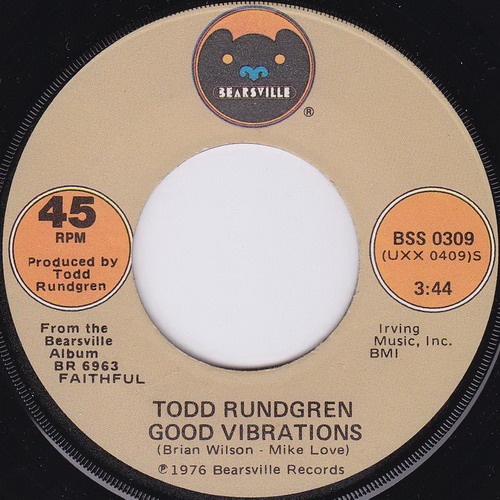 BEARSVILLE
®
45
RPM
Produced by
Todd
Rundgren
BSS 0309
(UXX 0409)S
3:44
From the
Bearsville
Album
BR 6963
FAITHFUL
Irving
Music, Inc.
BMI
TODD RUNDGREN
GOOD VIBRATIONS
(Brian Wilson - Mike Love)
℗1976 Bearsville Records